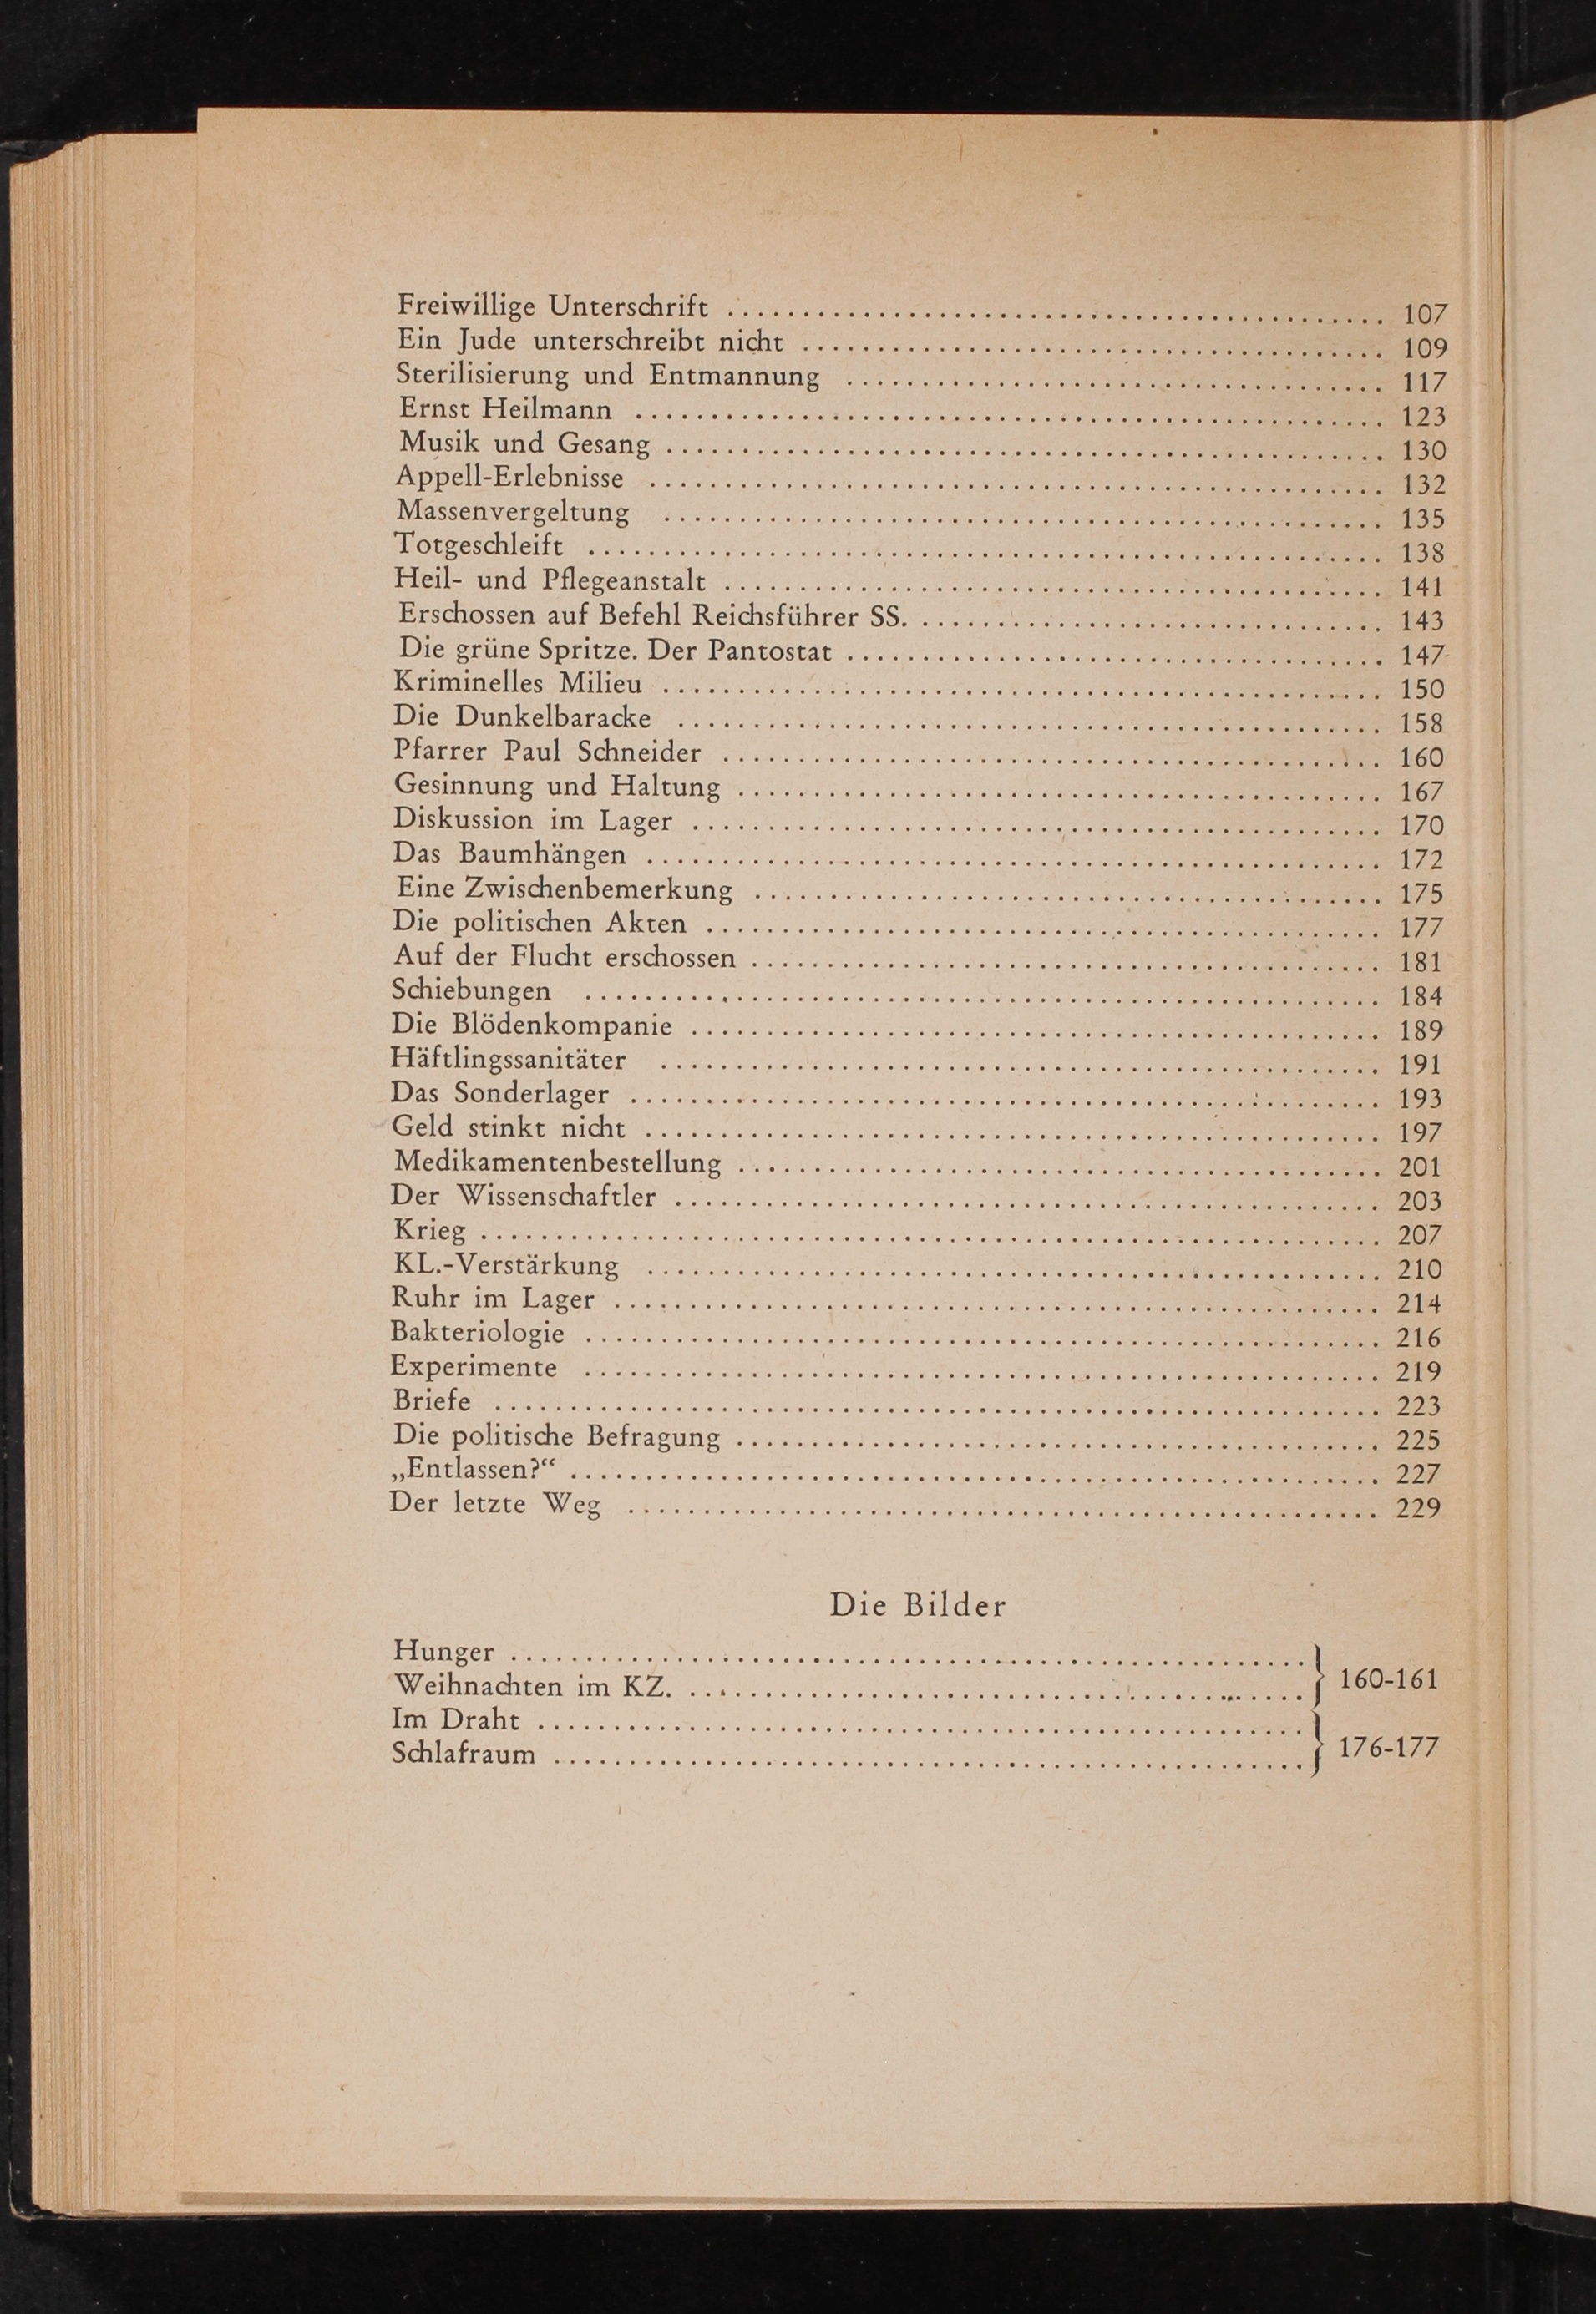 Freiwillige Unterschrift ........................................ 107
Ein Jude unterschreibt nicht ........................................ 109
Sterilisierung und Entmannung ........................................ 117
Ernst Heilmann ........................................ 123
Musik und Gesang ........................................ 130
Appell-Erlebnisse ........................................ 132
Massenvergeltung ........................................ 135
Totgeschleift ........................................ 138
Heil- und Pflegeanstalt ........................................ 141
Erschossen auf Befehl Reichsführer SS. ........................................ 143
Die grüne Spritze. Der Pantostat ........................................ 147
Kriminelles Milieu ........................................ 150
Die Dunkelbaracke ........................................ 158
Pfarrer Paul Schneider ........................................ 160
Gesinnung und Haltung ........................................ 167
Diskussion im Lager ........................................ 170
Das Baumhängen ........................................ 172
Eine Zwischenbemerkung ........................................ 175
Die politischen Akten ........................................ 177
Auf der Flucht erschossen ........................................ 181
Schiebungen ........................................ 184
Die Blödenkompanie ........................................ 189
Häftlingssanitäter ........................................ 191
Das Sonderlager ........................................ 193
Geld stinkt nicht ........................................ 197
Medikamentenbestellung ........................................ 201
Der Wissenschaftler ........................................ 203
Krieg ........................................ 207
KL.-Verstärkung ........................................ 210
Ruhr im Lager ........................................ 214
Bakteriologie ........................................ 216
Experimente ........................................ 219
Briefe ........................................ 223
Die politische Befragung ........................................ 225
„Entlassen?“ ........................................ 227
Der letzte Weg ........................................ 229
Die Bilder
Hunger ........................................
Weihnachten im KZ. ........................................ } 160-161
Im Draht ........................................
Schlafraum ........................................ } 176-177